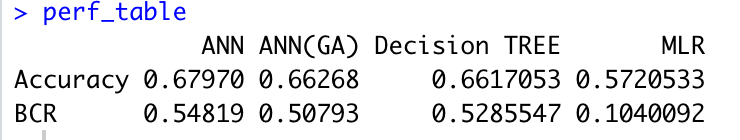 > perf_table
ANN ANN(GA) Decision TREE MLR
Accuracy 0.67970 0.66268 0.6617053 0.5720533
BCR 0.54819 0.50793 0.5285547 0.1040092